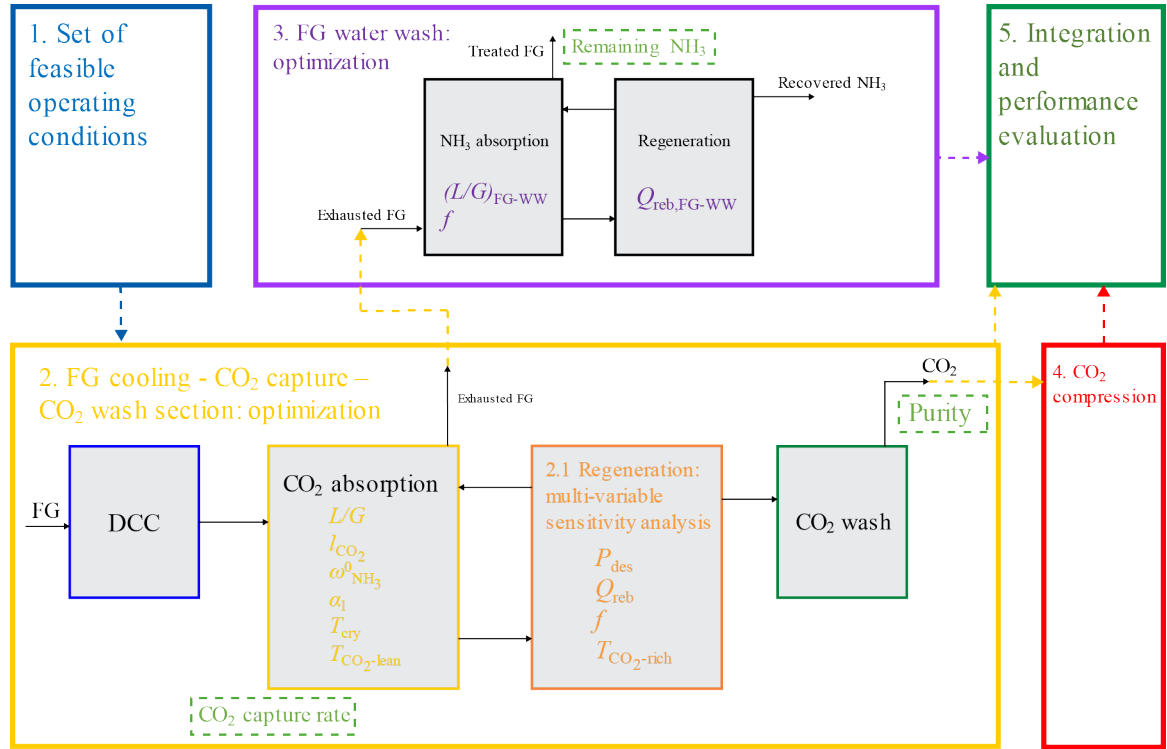 1. Set of
feasible
operating
conditions
3. FG water wash:
optimization
Treated FG
Remaining NH₃
Recovered NH₃
NH₃ absorption
(L/G)FG-WW
f
Regeneration
Qreb,FG-WW
Exhausted FG
5. Integration
and
performance
evaluation
2. FG cooling - CO₂ capture –
CO₂ wash section: optimization
Exhausted FG
CO₂
Purity
FG
DCC
CO₂ absorption
L/G
lCO₂
ω⁰NH₃
α₁
Tcry
TCO₂-lean
2.1 Regeneration:
multi-variable
sensitivity analysis
Pdes
Qreb
f
TCO₂-rich
CO₂ wash
CO₂ capture rate
4. CO₂
compression